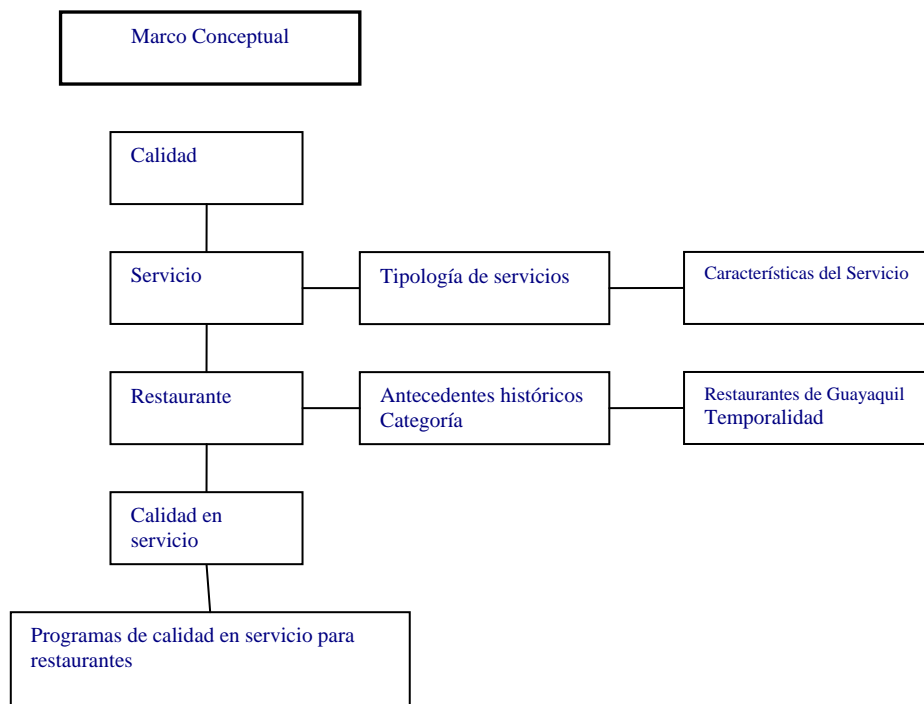 Marco Conceptual
Calidad
Servicio
Tipología de servicios
Características del Servicio
Restaurante
Antecedentes históricos
Categoría
Restaurantes de Guayaquil
Temporalidad
Calidad en
servicio
Programas de calidad en servicio para
restaurantes